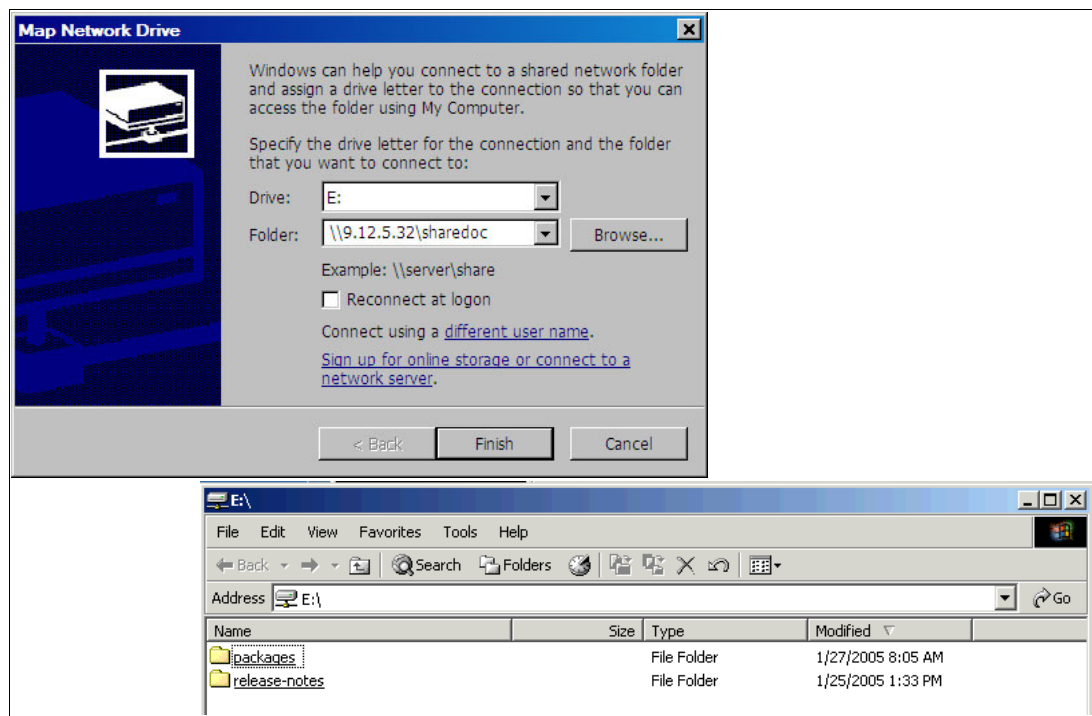 Map Network Drive
Windows can help you connect to a shared network folder
and assign a drive letter to the connection so that you can
access the folder using My Computer.
Specify the drive letter for the connection and the folder
that you want to connect to:
Drive: E:
Folder: \\9.12.5.32\sharedoc Browse...
Example: \\server\share
Reconnect at logon
Connect using a different user name.
Sign up for online storage or connect to a
network server.
< Back Finish Cancel
E:\
File Edit View Favorites Tools Help
Back Search Folders
Address E:\ Go
Name Size Type Modified
packages File Folder 1/27/2005 8:05 AM
release-notes File Folder 1/25/2005 1:33 PM